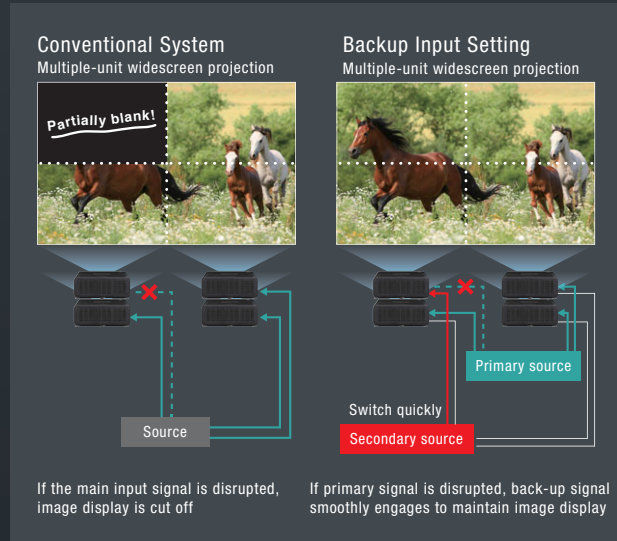 Conventional System
Multiple-unit widescreen projection
Partially blank!
Source
If the main input signal is disrupted,
image display is cut off
Backup Input Setting
Multiple-unit widescreen projection
Primary source
Switch quickly
Secondary source
If primary signal is disrupted, back-up signal
smoothly engages to maintain image display